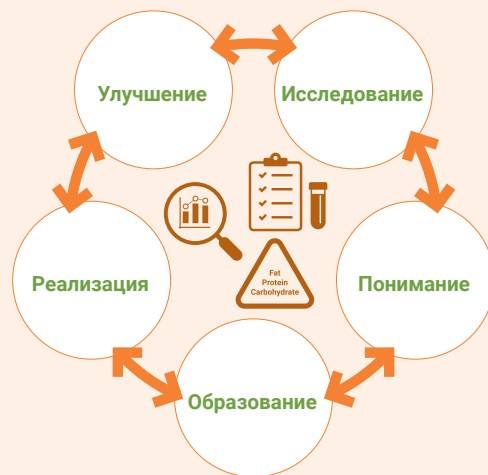 Улучшение
Исследование
Fat
Protein
Carbohydrate
Реализация
Понимание
Образование